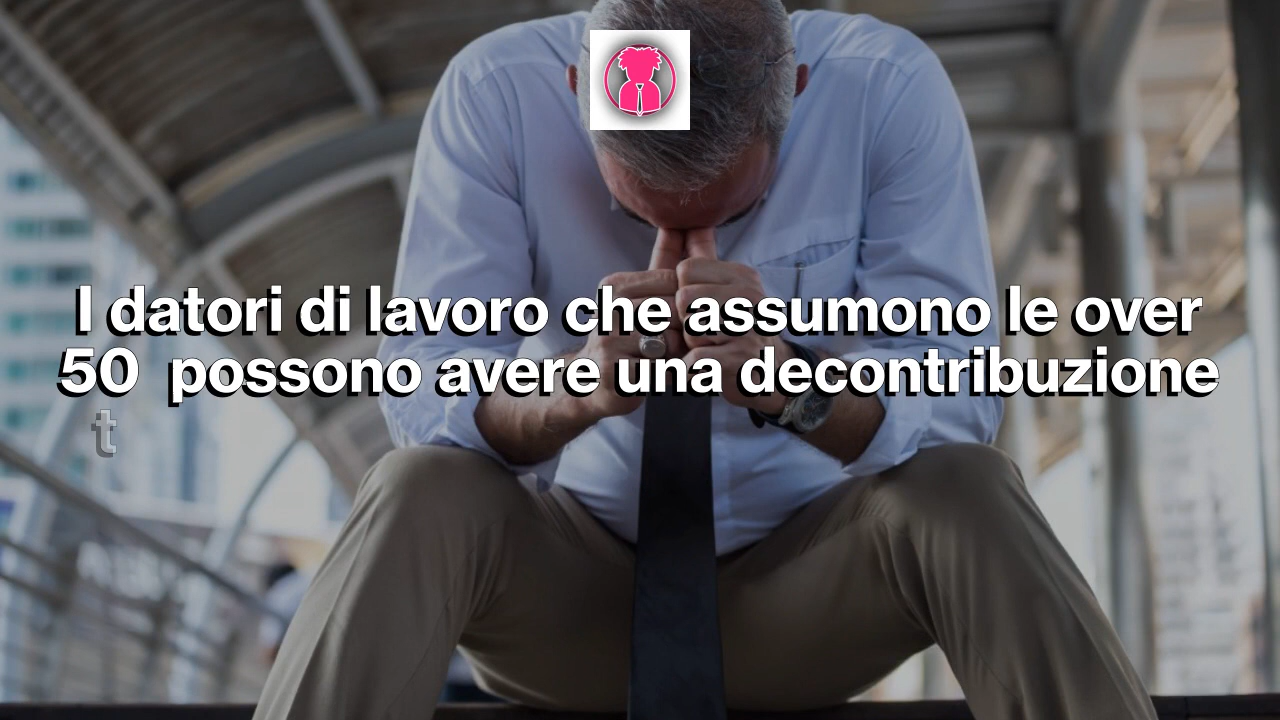 I datori di lavoro che assumono le over
50 possono avere una decontribuzione
t